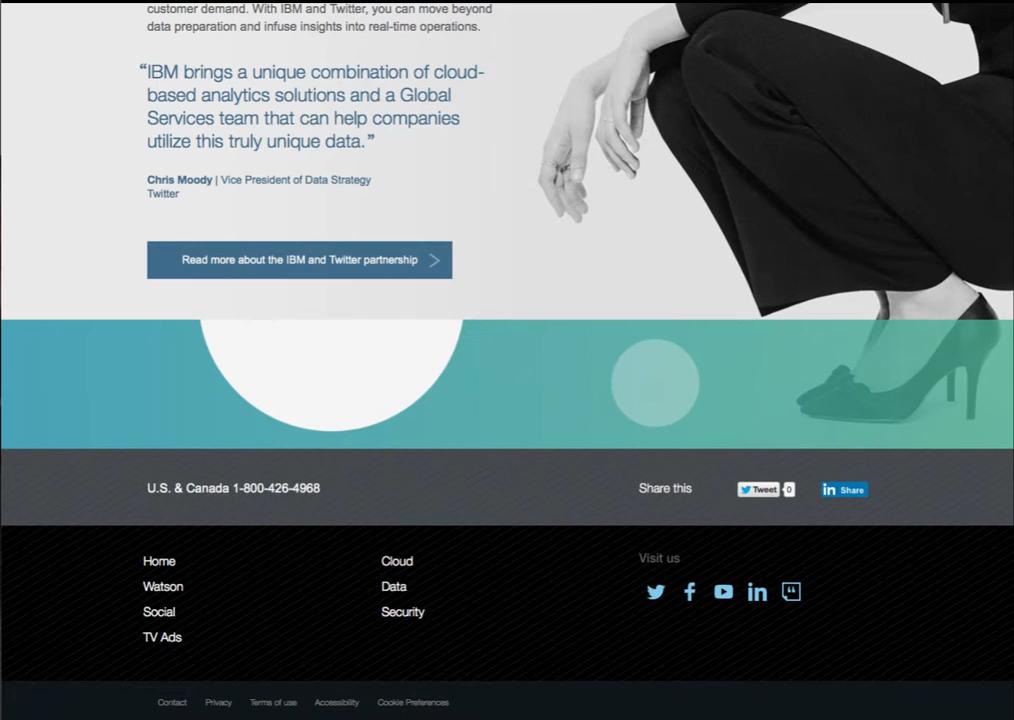 customer demand. With IBM and Twitter, you can move beyond
data preparation and infuse insights into real-time operations.
“IBM brings a unique combination of cloud-
based analytics solutions and a Global
Services team that can help companies
utilize this truly unique data.”
Chris Moody | Vice President of Data Strategy
Twitter
Read more about the IBM and Twitter partnership
U.S. & Canada 1-800-426-4968
Share this
Tweet 0
in Share
Home
Watson
Social
TV Ads
Cloud
Data
Security
Visit us
Contact Privacy Terms of use Accessibility Cookie Preferences